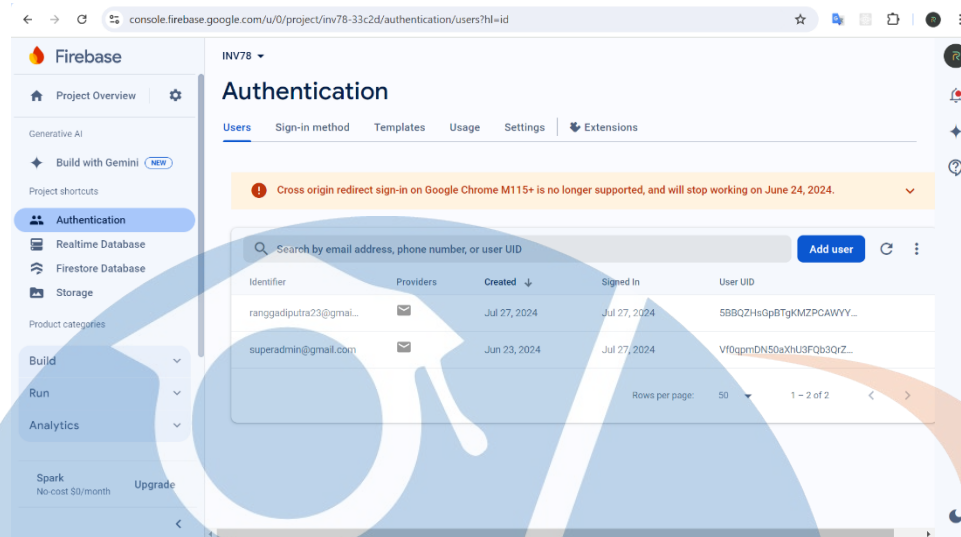 console.firebase.google.com/u/0/project/inv78-33c2d/authentication/users?hl=id
Firebase
Project Overview
Generative AI
Build with Gemini NEW
Project shortcuts
Authentication
Realtime Database
Firestore Database
Storage
Product categories
Build
Run
Analytics
Spark
No-cost $0/month
Upgrade
INV78
Authentication
Users Sign-in method Templates Usage Settings Extensions
Cross origin redirect sign-in on Google Chrome M115+ is no longer supported, and will stop working on June 24, 2024.
Search by email address, phone number, or user UID
Add user
Identifier Providers Created Signed In User UID
ranggadiputra23@gmai... Jul 27, 2024 Jul 27, 2024 5BBQZHsGpBTgKMZPCAWYY...
superadmin@gmail.com Jun 23, 2024 Jul 27, 2024 Vf0qpmDN50aXhU3FQb3QrZ...
Rows per page: 50 1 – 2 of 2